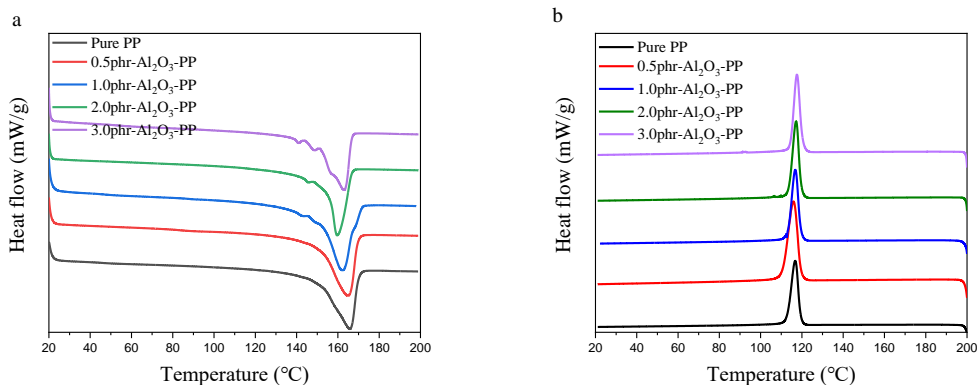 a
Pure PP
0.5phr-Al₂O₃-PP
1.0phr-Al₂O₃-PP
2.0phr-Al₂O₃-PP
3.0phr-Al₂O₃-PP
Heat flow (mW/g)
20 40 60 80 100 120 140 160 180 200
Temperature (℃)
b
Pure PP
0.5phr-Al₂O₃-PP
1.0phr-Al₂O₃-PP
2.0phr-Al₂O₃-PP
3.0phr-Al₂O₃-PP
Heat flow (mW/g)
20 40 60 80 100 120 140 160 180 200
Temperature (℃)